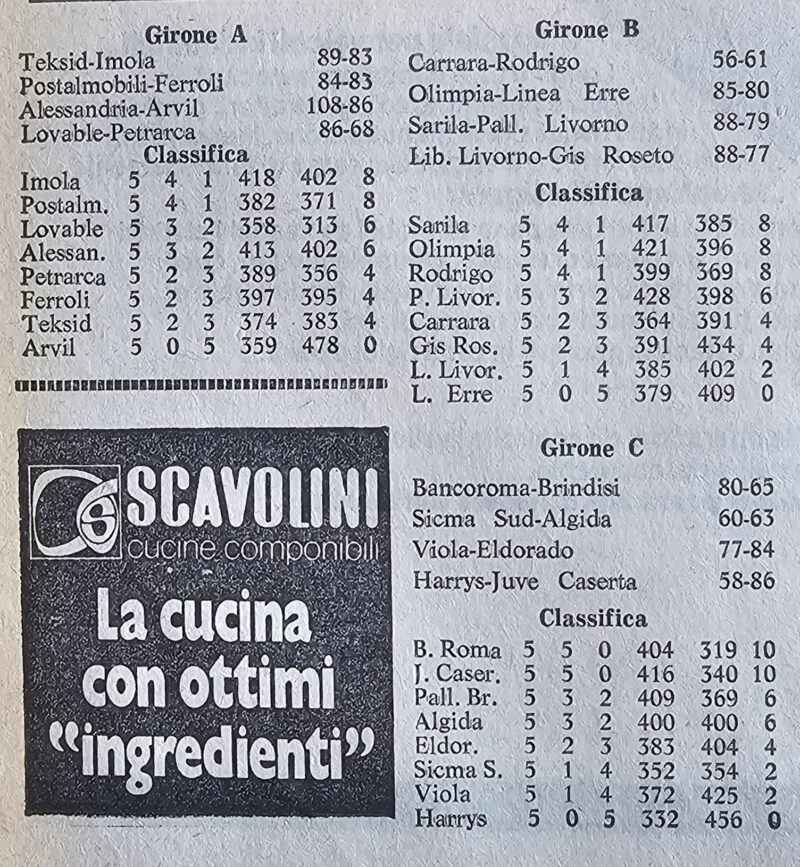 Girone A
Teksid-Imola 89-83
Postalmobili-Ferroli 84-83
Alessandria-Arvil 108-86
Lovable-Petrarca 86-68
Classifica
Imola 5 4 1 418 402 8
Postalm. 5 4 1 382 371 8
Lovable 5 3 2 358 313 6
Alessan. 5 3 2 413 402 6
Petrarca 5 2 3 389 356 4
Ferroli 5 2 3 397 395 4
Teksid 5 2 3 374 383 4
Arvil 5 0 5 359 478 0
SCAVOLINI
cucine componibili
La cucina
con ottimi
“ingredienti”
Girone B
Carrara-Rodrigo 56-61
Olimpia-Linea Erre 85-80
Sarila-Pall. Livorno 88-79
Lib. Livorno-Gis Roseto 88-77
Classifica
Sarila 5 4 1 417 385 8
Olimpia 5 4 1 421 396 8
Rodrigo 5 4 1 399 369 8
P. Livor. 5 3 2 428 398 6
Carrara 5 2 3 364 391 4
Gis Ros. 5 2 3 391 434 4
L. Livor. 5 1 4 385 402 2
L. Erre 5 0 5 379 409 0
Girone C
Bancoroma-Brindisi 80-65
Sicma Sud-Algida 60-63
Viola-Eldorado 77-84
Harrys-Juve Caserta 58-86
Classifica
B. Roma 5 5 0 404 319 10
J. Caser. 5 5 0 416 340 10
Pall. Br. 5 3 2 409 369 6
Algida 5 3 2 400 400 6
Eldor. 5 2 3 383 404 4
Sicma S. 5 1 4 352 354 2
Viola 5 1 4 372 425 2
Harrys 5 0 5 332 456 0